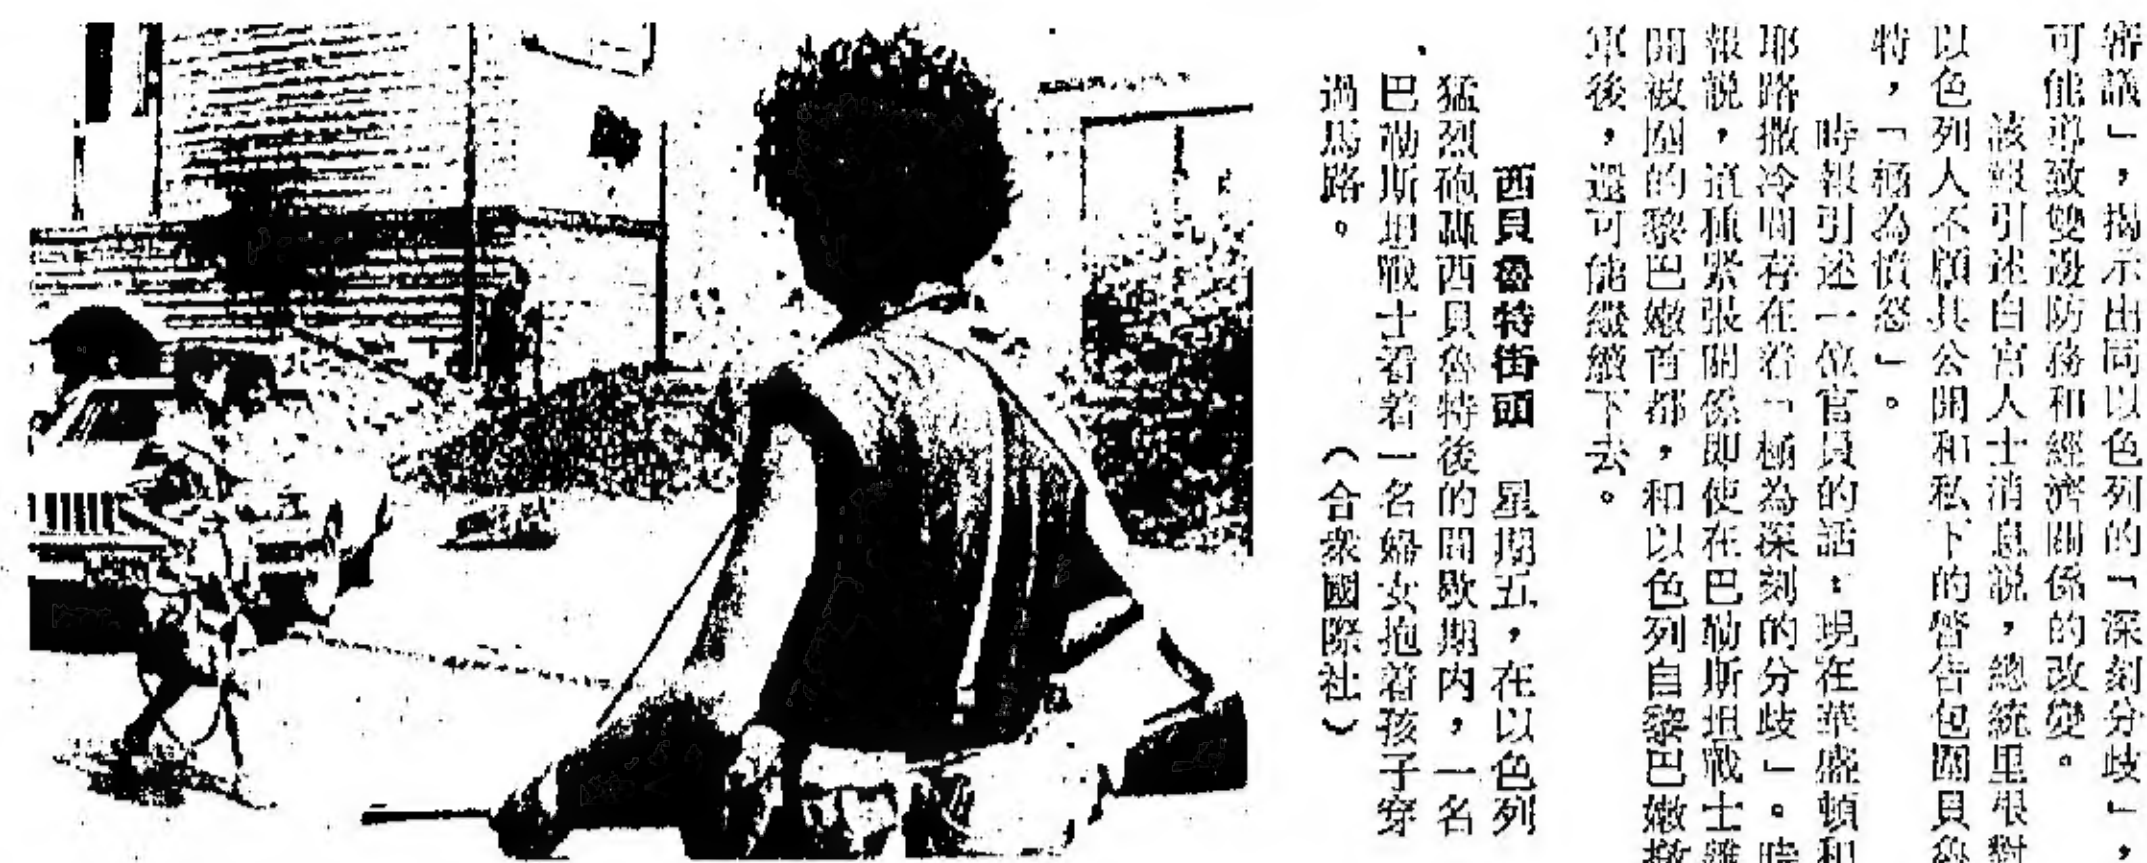 審議」，揭示出同以色列的「深刻分歧」，
可能導致雙邊防務和經濟關係的改變。
該報引述白宮人士消息說，總統里根對
以色列人不顧其公開和私下的警告包圍貝魯
特，「極為憤怒」。
時報引述一位官員的話：現在華盛頓和
耶路撒冷間存在着「極為深刻的分歧」。時
報說，這種緊張關係即使在巴勒斯坦戰士離
開被圍的黎巴嫩首都，和以色列自黎巴嫩撤
軍後，還可能繼續下去。
西貝魯特街頭　星期五，在以色列
猛烈砲轟西貝魯特後的間歇期内，一名
巴勒斯坦戰士看着一名婦女抱着孩子穿
過馬路。　（合衆國際社）